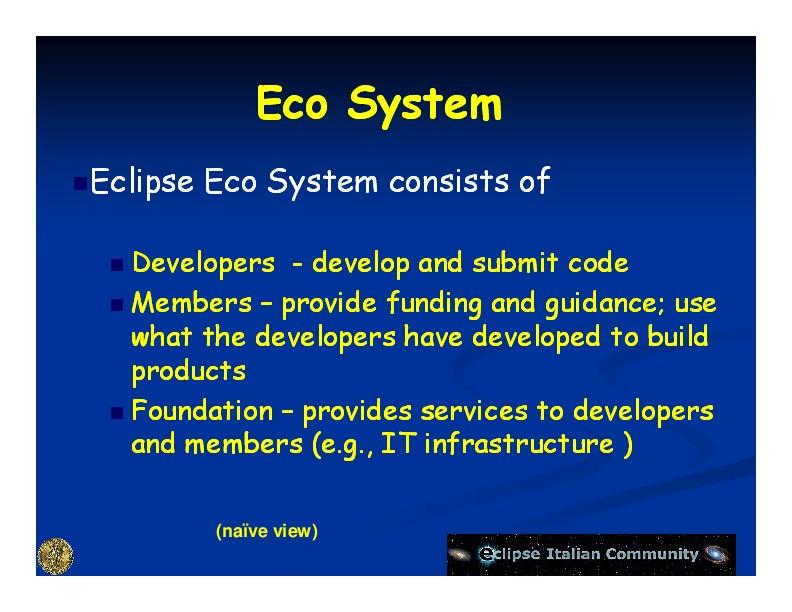 Eco System
Eclipse Eco System consists of
Developers - develop and submit code
Members – provide funding and guidance; use
what the developers have developed to build
products
Foundation – provides services to developers
and members (e.g., IT infrastructure )
(naïve view)
eclipse Italian Community